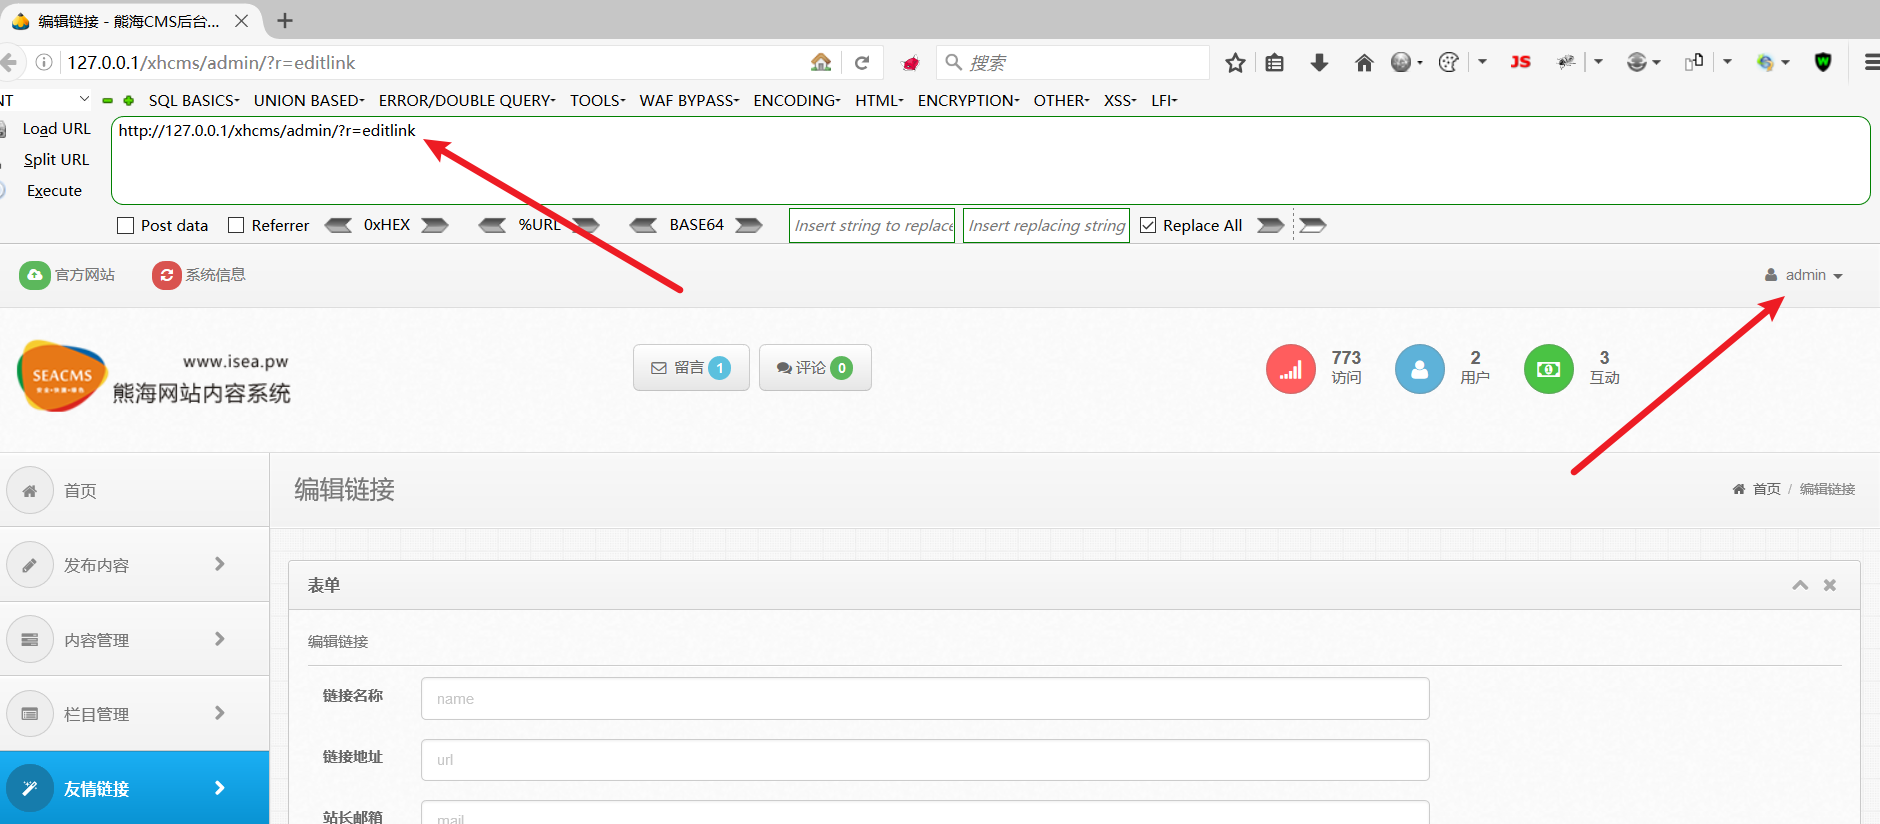 编辑链接 - 熊海CMS后台...
127.0.0.1/xhcms/admin/?r=editlink
搜索
JS
W
NT
SQL BASICS
UNION BASED
ERROR/DOUBLE QUERY
TOOLS
WAF BYPASS
ENCODING
HTML
ENCRYPTION
OTHER
XSS
LFI
Load URL
http://127.0.0.1/xhcms/admin/?r=editlink
Split URL
Execute
Post data
Referrer
0xHEX
%URL
BASE64
Insert string to replace
Insert replacing string
Replace All
官方网站
系统信息
admin
SEACMS
www.isea.pw
熊海网站内容系统
留言 1
评论 0
773
访问
2
用户
3
互动
首页
编辑链接
首页 / 编辑链接
发布内容
表单
内容管理
编辑链接
栏目管理
链接名称
name
链接地址
url
友情链接
站长邮箱
mail